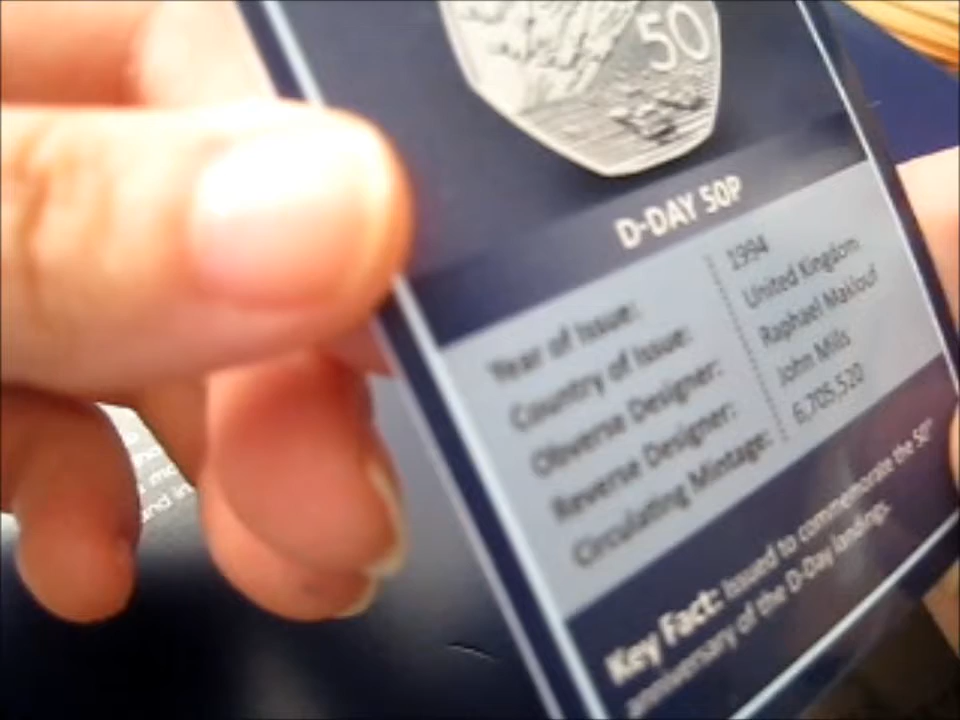 50
D-DAY 50P
Year of Issue: 1994
Country of Issue: United Kingdom
Obverse Designer: Raphael Maklouf
Reverse Designer: John Mills
Circulating Mintage: 6,705,520
Key Fact: Issued to commemorate the 50th
anniversary of the D-Day landings.